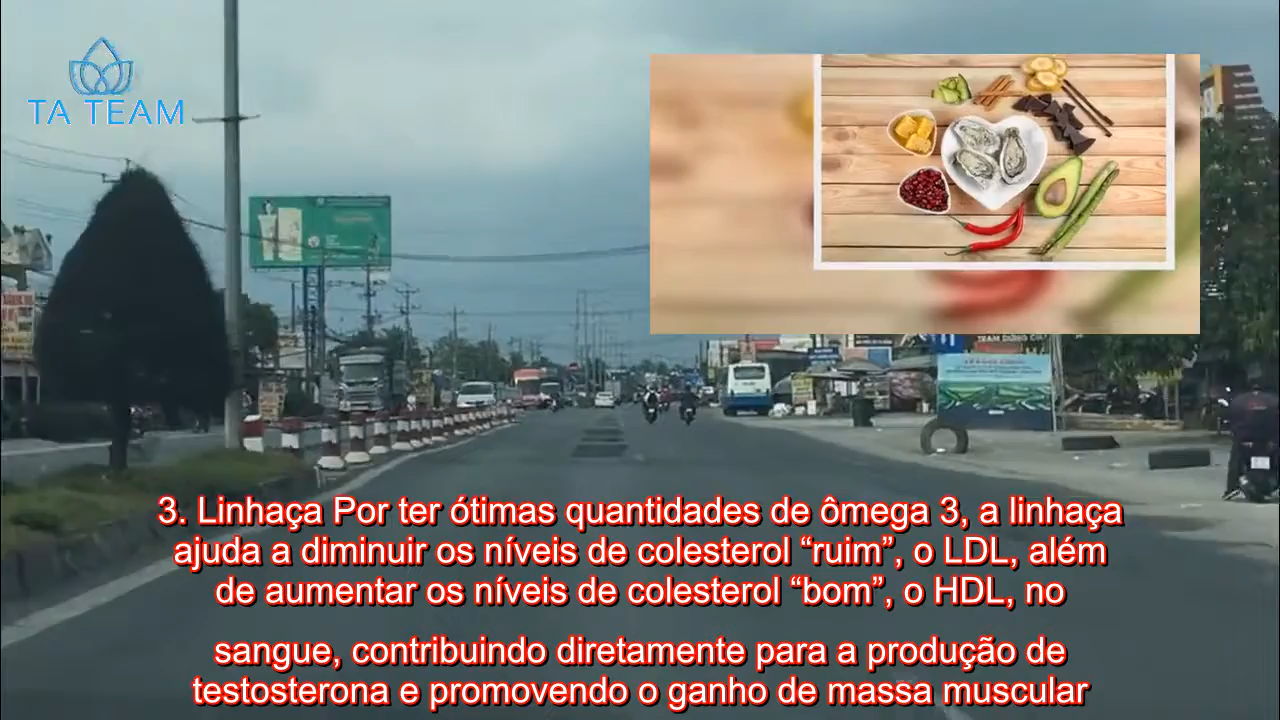 TA TEAM
3. Linhaça Por ter ótimas quantidades de ômega 3, a linhaça
ajuda a diminuir os níveis de colesterol “ruim”, o LDL, além
de aumentar os níveis de colesterol “bom”, o HDL, no
sangue, contribuindo diretamente para a produção de
testosterona e promovendo o ganho de massa muscular